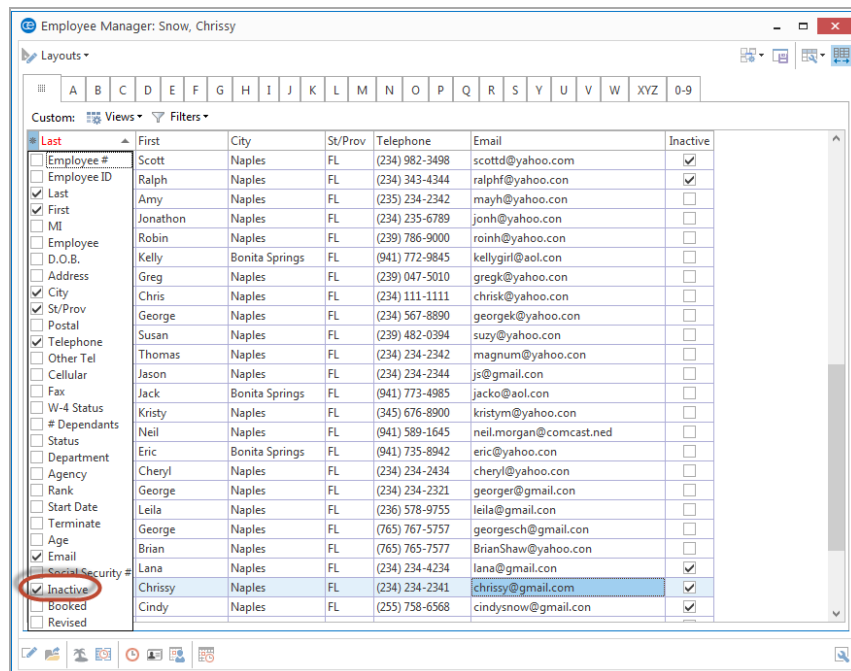 Employee Manager: Snow, Chrissy
Layouts
A B C D E F G H I J K L M N O P Q R S Y U V W XYZ 0-9
Custom: Views Filters
Last First City St/Prov Telephone Email Inactive
Employee # Scott Naples FL (234) 982-3498 scottd@yahoo.com
Employee ID Ralph Naples FL (234) 343-4344 ralphf@yahoo.con
Last Amy Naples FL (235) 234-2342 mayh@yahoo.con
First Jonathon Naples FL (234) 235-6789 jonh@yahoo.con
MI
Employee Robin Naples FL (239) 786-9000 roinh@yahoo.con
D.O.B. Kelly Bonita Springs FL (941) 772-9845 kellygirl@aol.con
Address Greg Naples FL (239) 047-5010 gregk@yahoo.con
City Chris Naples FL (234) 111-1111 chrisk@yahoo.con
St/Prov George Naples FL (234) 567-8890 georgek@yahoo.con
Postal
Telephone Susan Naples FL (239) 482-0394 suzy@yahoo.con
Other Tel Thomas Naples FL (234) 234-2342 magnum@yahoo.con
Cellular Jason Naples FL (234) 234-2344 js@gmail.con
Fax Jack Bonita Springs FL (941) 773-4985 jacko@aol.con
W-4 Status Kristy Naples FL (345) 676-8900 kristym@yahoo.con
# Dependants Neil Naples FL (941) 589-1645 neil.morgan@comcast.ned
Status
Department Eric Bonita Springs FL (941) 735-8942 eric@yahoo.con
Agency Cheryl Naples FL (234) 234-2434 cheryl@yahoo.con
Rank George Naples FL (234) 234-2321 georger@gmail.con
Start Date Leila Naples FL (236) 578-9755 leila@gmail.con
Terminate George Naples FL (765) 767-5757 georgesch@gmail.con
Age Brian Naples FL (765) 765-7577 BrianShaw@yahoo.con
Email
Social Security # Lana Naples FL (234) 234-4234 lana@gmail.con
Inactive Chrissy Naples FL (234) 234-2341 chrissy@gmail.com
Booked Cindy Naples FL (255) 758-6568 cindysnow@gmail.con
Revised